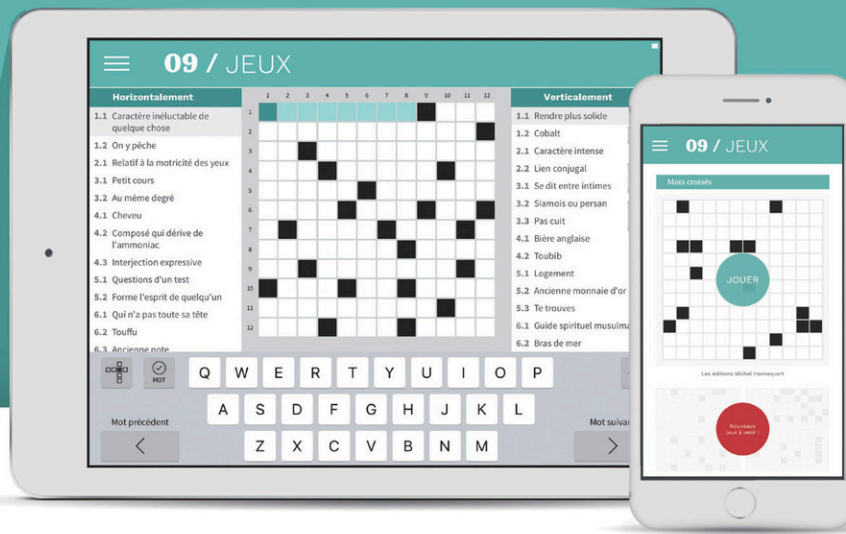 09 / JEUX
Horizontalement
1.1 Caractère inéluctable de
quelque chose
1.2 On y pêche
2.1 Relatif à la motricité des yeux
3.1 Petit cours
3.2 Au même degré
4.1 Cheveu
4.2 Composé qui dérive de
l'ammoniac
4.3 Interjection expressive
5.1 Questions d'un test
5.2 Forme l'esprit de quelqu'un
6.1 Qui n'a pas toute sa tête
6.2 Touffu
6.3 Ancienne note
1 2 3 4 5 6 7 8 9 10 11 12
1
2
3
4
5
6
7
8
9
10
11
12
Verticalement
1.1 Rendre plus solide
1.2 Cobalt
2.1 Caractère intense
2.2 Lien conjugal
3.1 Se dit entre intimes
3.2 Siamois ou persan
3.3 Pas cuit
4.1 Bière anglaise
4.2 Toubib
5.1 Logement
5.2 Ancienne monnaie d'or
5.3 Te trouves
6.1 Guide spirituel musulma
6.2 Bras de mer
MOT
Q W E R T Y U I O P
A S D F G H J K L
Z X C V B N M
Mot précédent
Mot suiva
09 / JEUX
Mots croisés
JOUER
Les éditions Michel Hannequart
Nouveaux
jeux à venir !